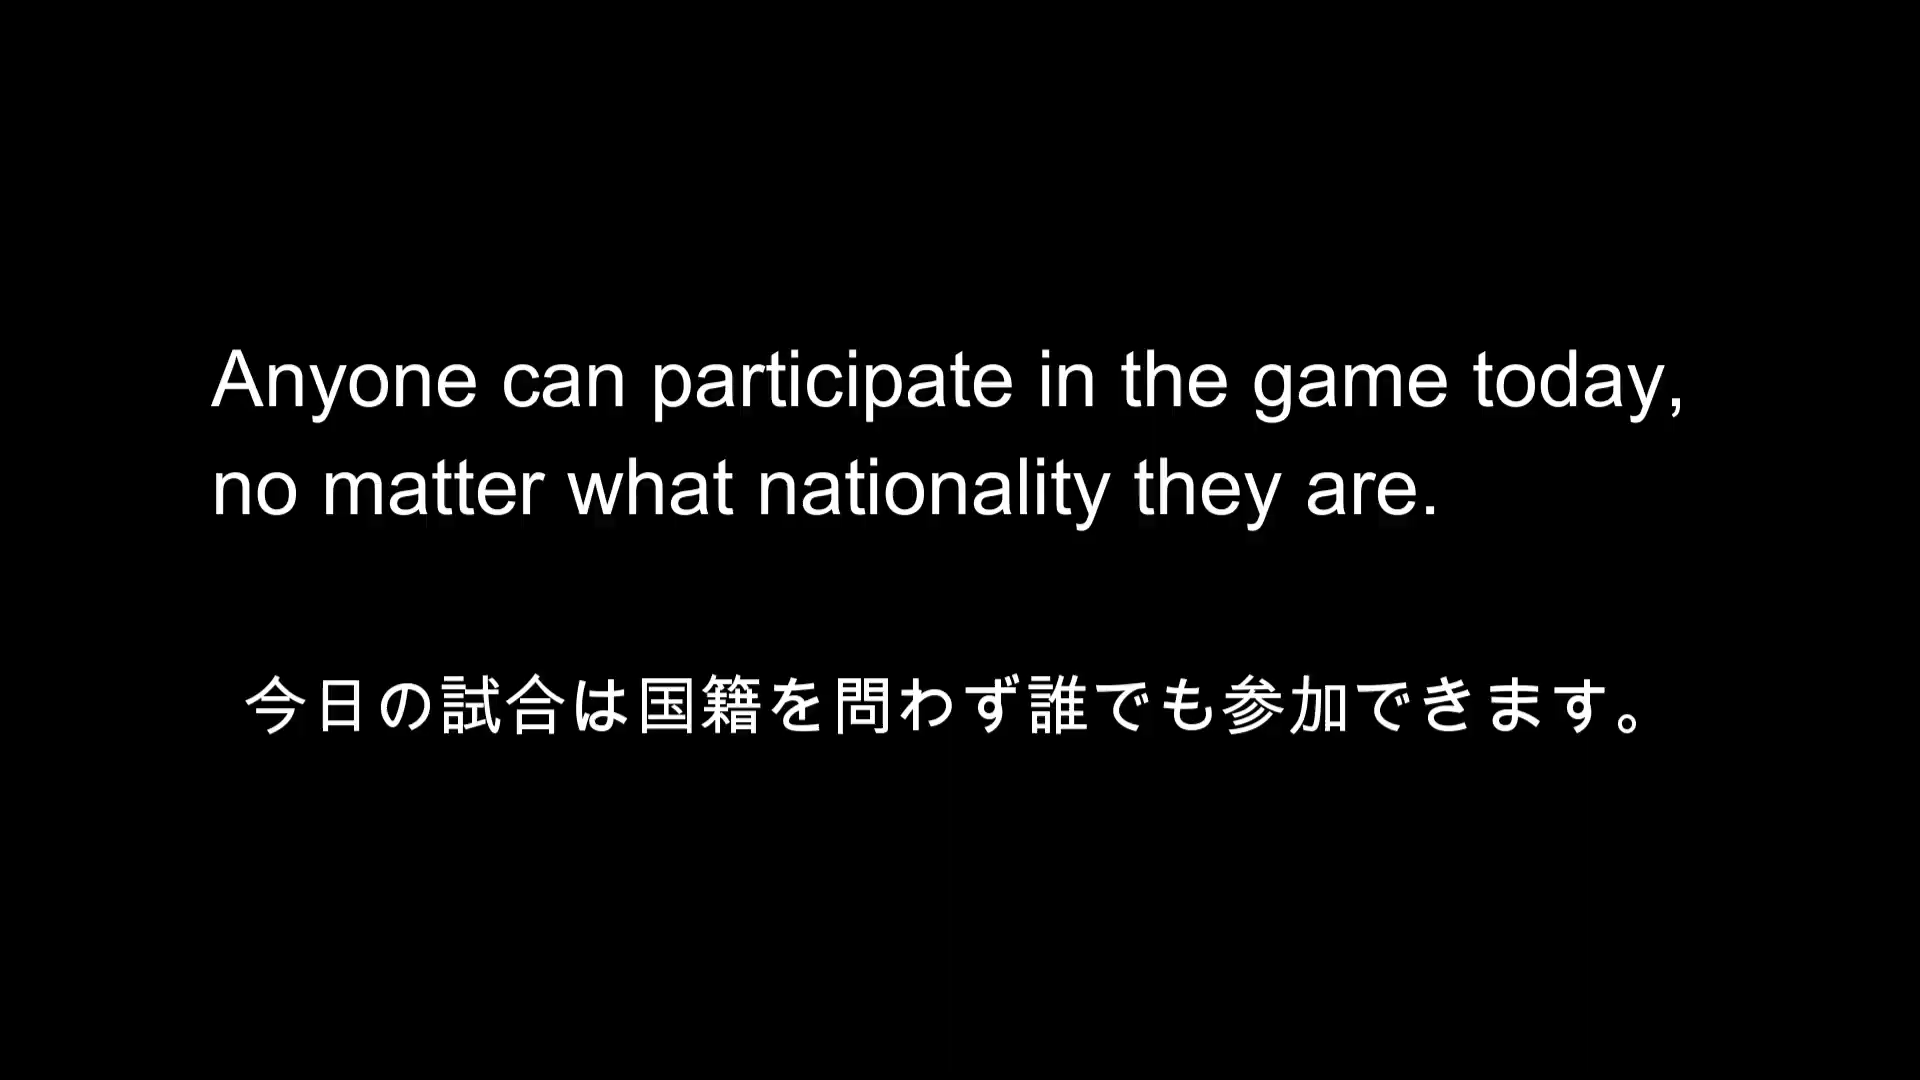 Anyone can participate in the game today,
no matter what nationality they are.
今日の試合は国籍を問わず誰でも参加できます。